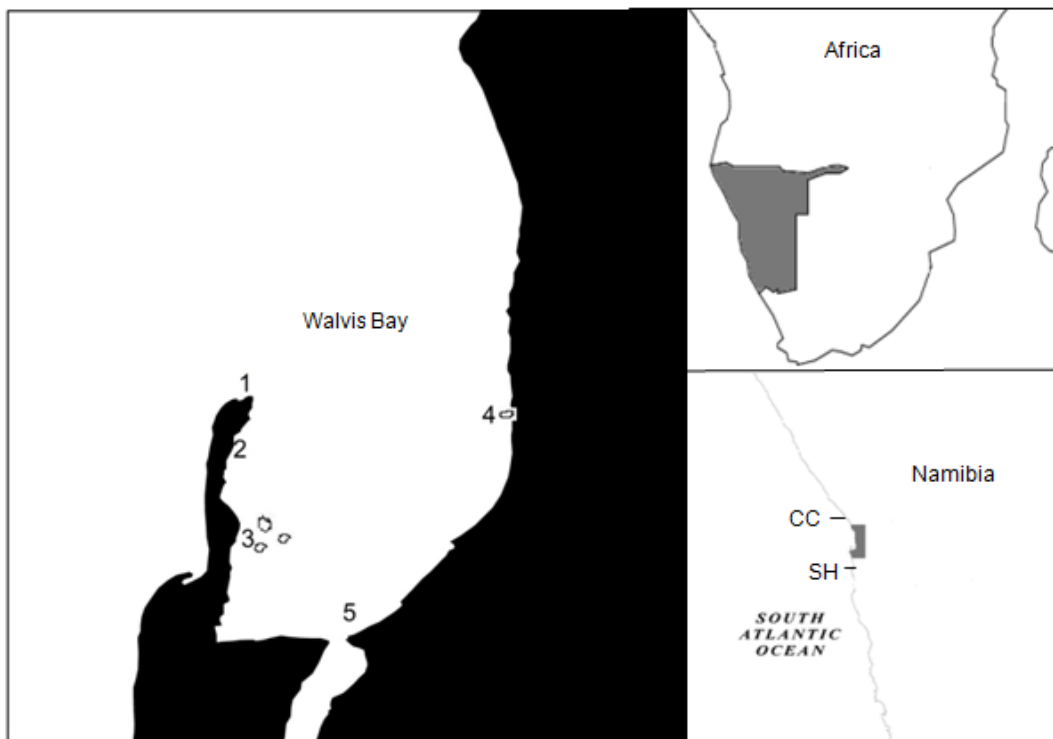 Walvis Bay
1
2
3
4
5
Africa
Namibia
CC
SH
SOUTH
ATLANTIC
OCEAN